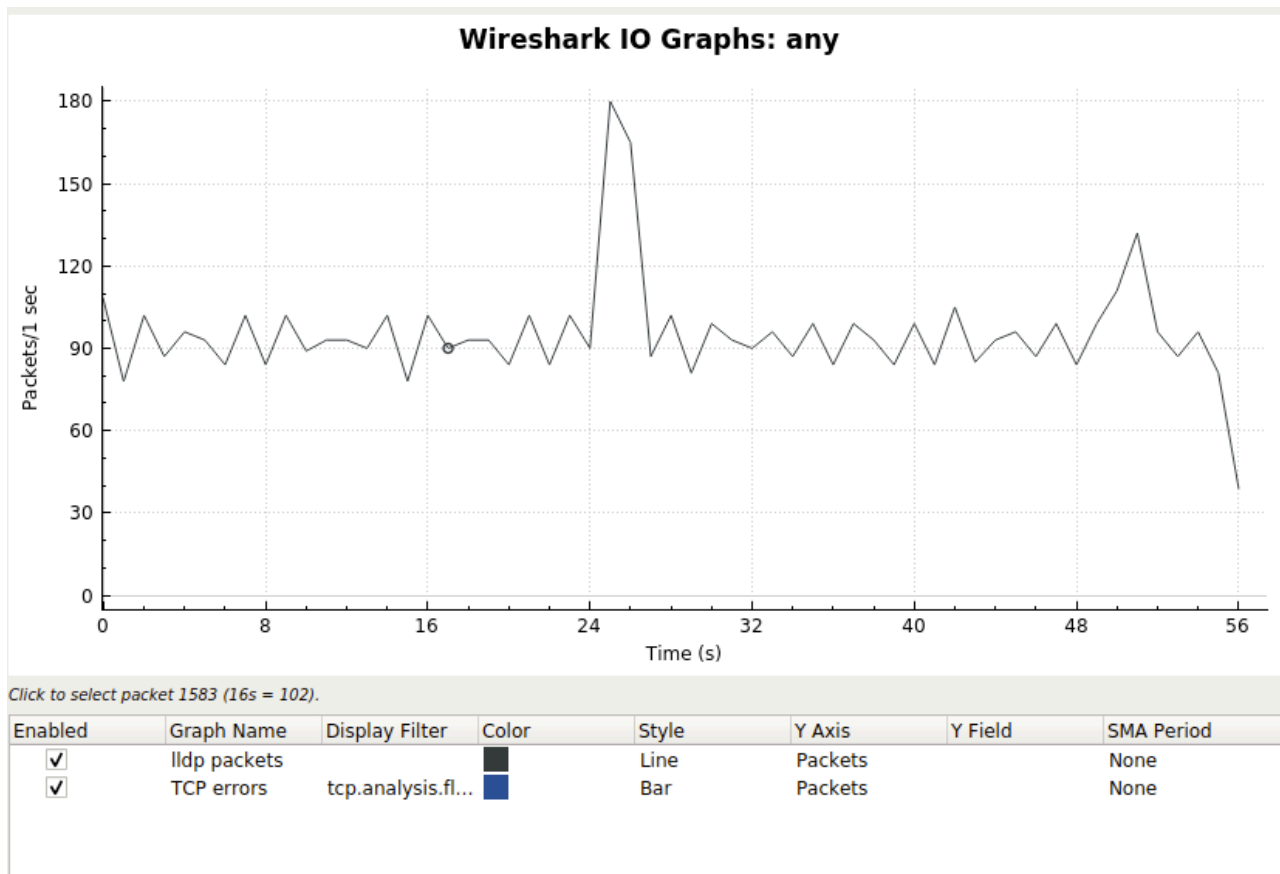 Wireshark IO Graphs: any
180
150
120
90
60
30
0
Packets/1 sec
0 8 16 24 32 40 48 56
Time (s)
Click to select packet 1583 (16s = 102).
Enabled Graph Name Display Filter Color Style Y Axis Y Field SMA Period
lldp packets Line Packets None
TCP errors tcp.analysis.fl... Bar Packets None